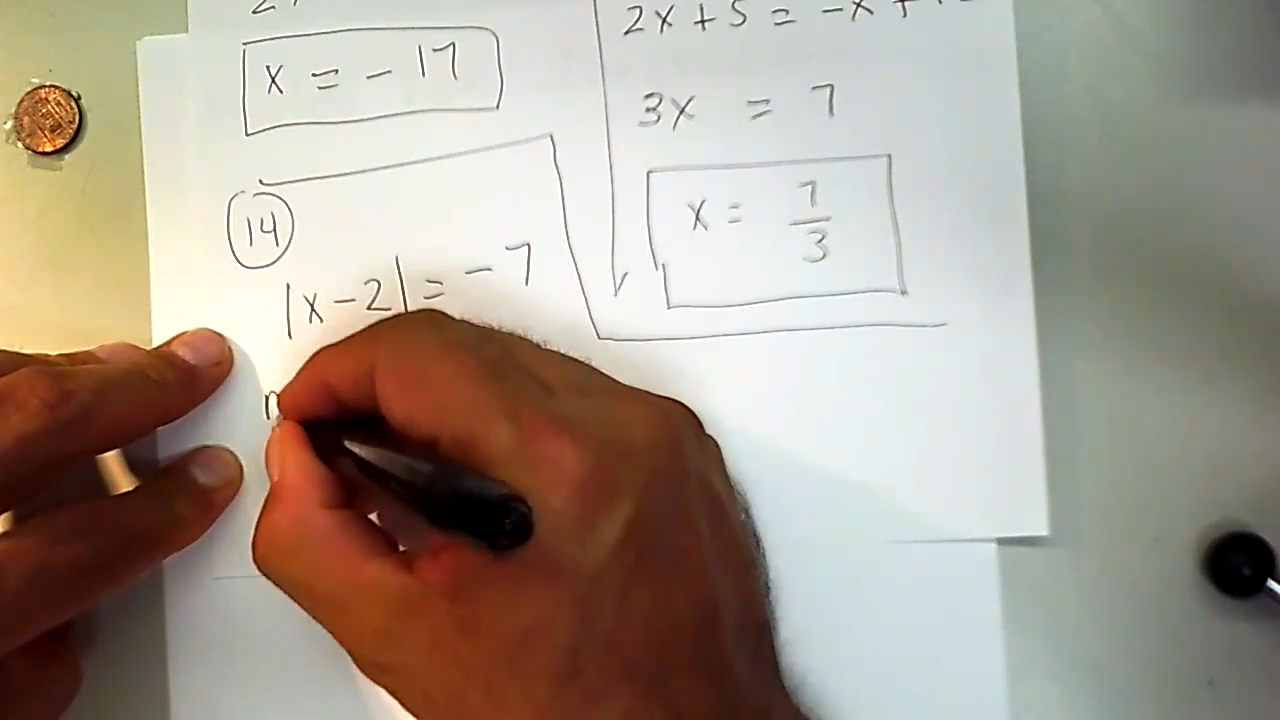 x = - 17
2x + 5 = -x +
3x = 7
x = 7/3
14
|x - 2| = -7
n